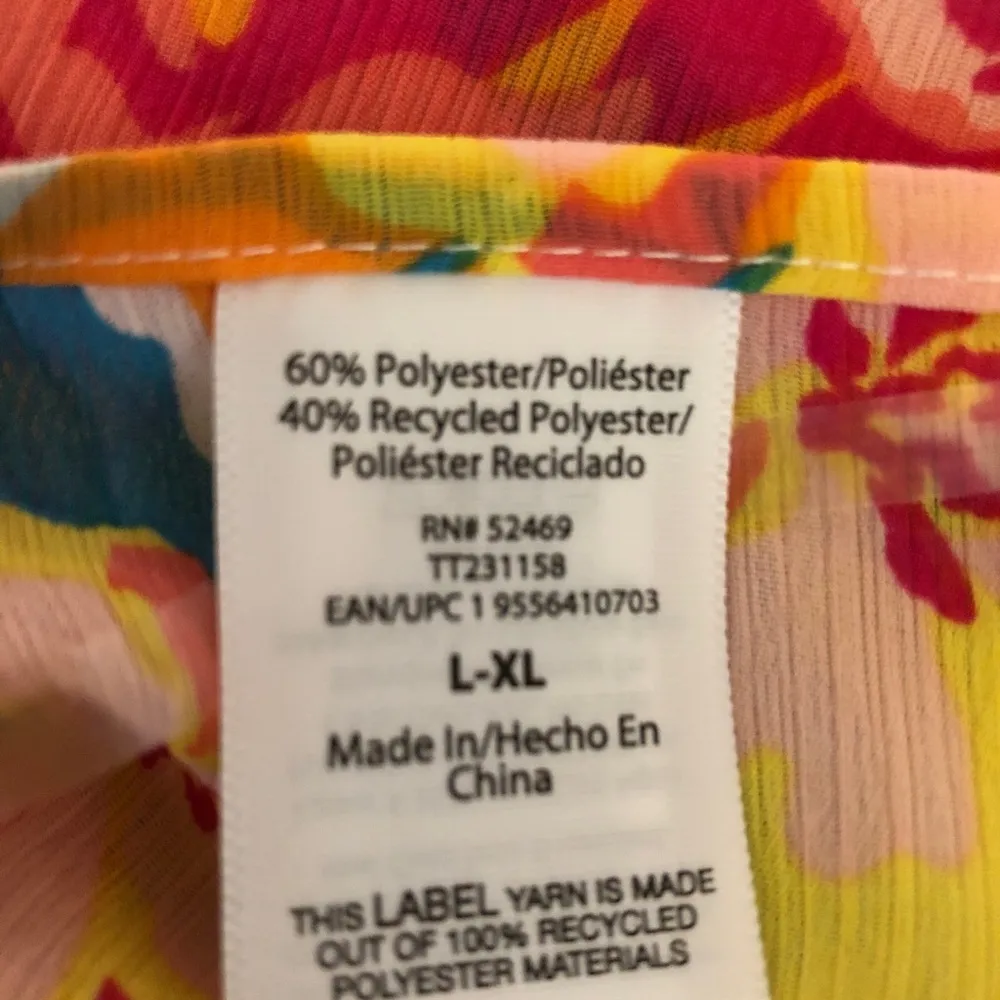 60% Polyester/Poliéster
40% Recycled Polyester/
Poliéster Reciclado
RN# 52469
TT231158
EAN/UPC 1 9556410703
L-XL
Made In/Hecho En
China
THIS LABEL YARN IS MADE
OUT OF 100% RECYCLED
POLYESTER MATERIALS